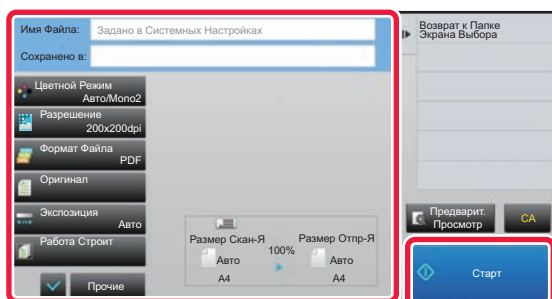 Имя Файла: Задано в Системных Настройках
Сохранено в:
Цветной Режим
Авто/Mono2
Разрешение
200x200dpi
Формат Файла
PDF
Оригинал
Экспозиция
Авто
Работа Строит
Прочие
Размер Скан-Я
100%
Размер Отпр-Я
Авто
Авто
A4
A4
Возврат к Папке
Экрана Выбора
Предварит.
Просмотр
CA
Старт